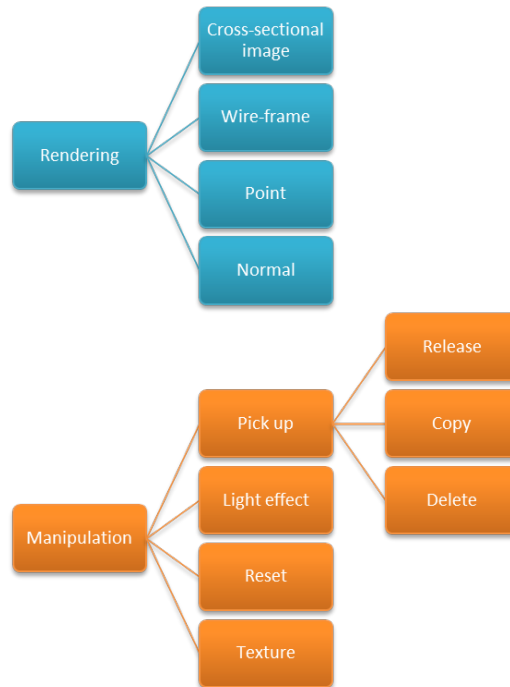 Rendering
Cross-sectional
image
Wire-frame
Point
Normal
Manipulation
Pick up
Release
Copy
Delete
Light effect
Reset
Texture